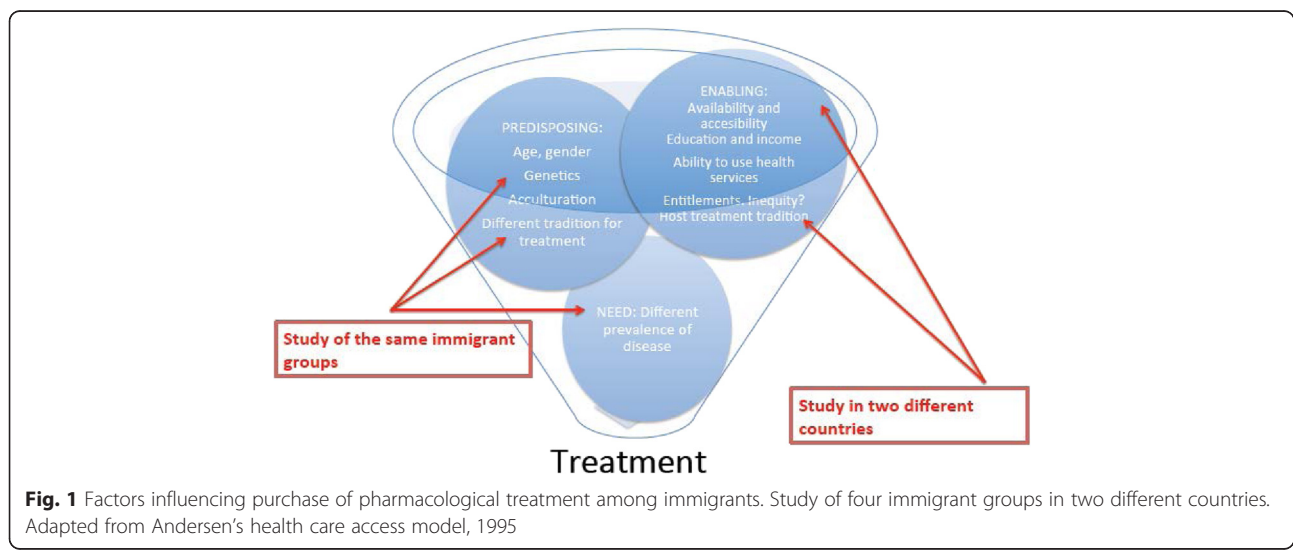 PREDISPOSING:
Age, gender
Genetics
Acculturation
Different tradition for
treatment
ENABLING:
Availability and
accesibility
Education and income
Ability to use health
services
Entitlements. Inequity?
Host treatment tradition
NEED: Different
prevalence of
disease
Study of the same immigrant
groups
Study in two different
countries
Treatment
Fig. 1 Factors influencing purchase of pharmacological treatment among immigrants. Study of four immigrant groups in two different countries.
Adapted from Andersen's health care access model, 1995